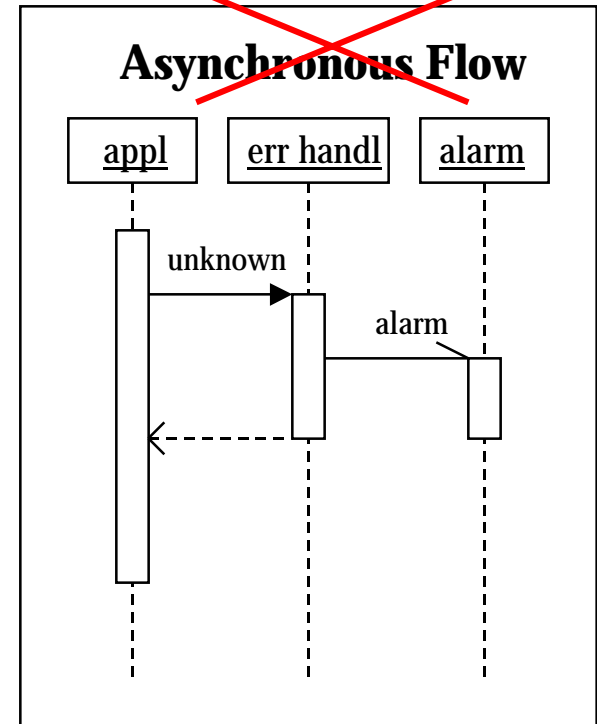 Asynchronous Flow
appl
err handl
alarm
unknown
alarm